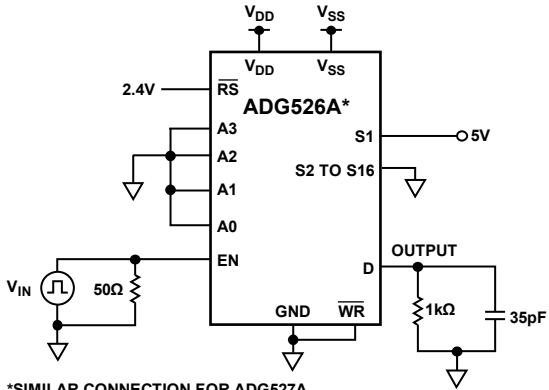 VDD VSS
VDD VSS
2.4V RS
ADG526A*
A3
S1 5V
A2
S2 TO S16
A1
A0
EN OUTPUT
D
VIN 50Ω 1kΩ 35pF
GND WR
*SIMILAR CONNECTION FOR ADG527A